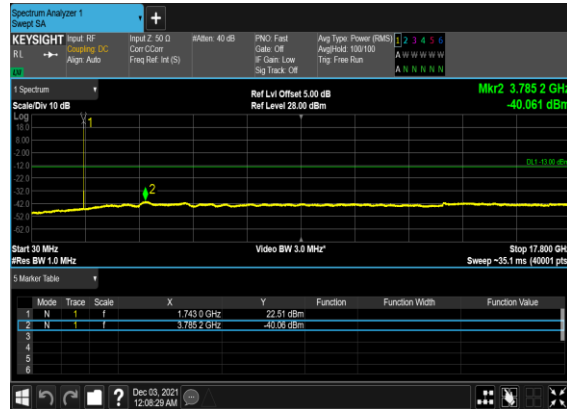 Spectrum Analyzer 1
Swept SA
+
KEYSIGHT Input: RF Input Z: 50 Ω #Atten: 40 dB PNO: Fast Avg Type: Power (RMS) 1 2 3 4 5 6
RL Coupling: DC Corr CCorr Gate: Off Avg|Hold: 100/100 A W W W W W
Align: Auto Freq Ref: Int (S) IF Gain: Low Trig: Free Run
Sig Track: Off A N N N N N
1 Spectrum Ref Lvl Offset 5.00 dB Mkr2 3.785 2 GHz
Scale/Div 10 dB Ref Level 28.00 dBm -40.061 dBm
Log
18.0 1
8.00
-2.00
-12.0 DL1 -13.00 dBm
-22.0
-32.0 2
-42.0
-52.0
-62.0
Start 30 MHz Video BW 3.0 MHz* Stop 17.800 GHz
#Res BW 1.0 MHz Sweep ~35.1 ms (40001 pts)
5 Marker Table
Mode Trace Scale X Y Function Function Width Function Value
1 N 1 f 1.743 0 GHz 22.51 dBm
2 N 1 f 3.785 2 GHz -40.06 dBm
3
4
5
6
? Dec 03, 2021
12:08:29 AM